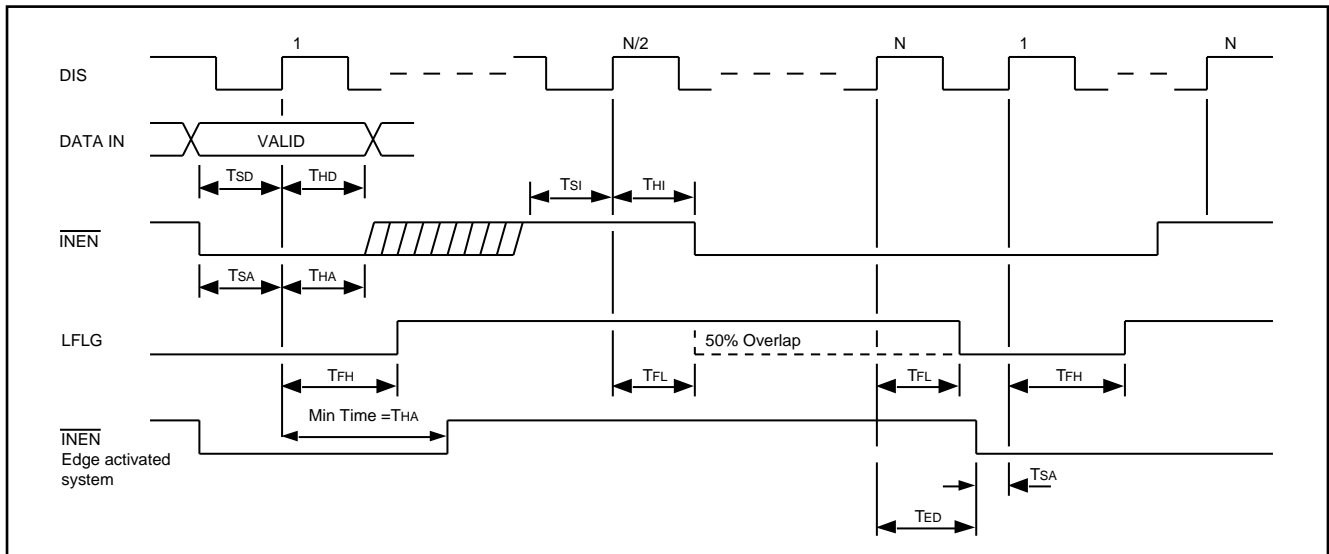 1 N/2 N 1 N
DIS
DATA IN VALID
TSD THD TSI THI
INEN
TSA THA
LFLG 50% Overlap
TFH TFL TFL TFH
Min Time =THA
INEN
Edge activated
system
TSA
TED